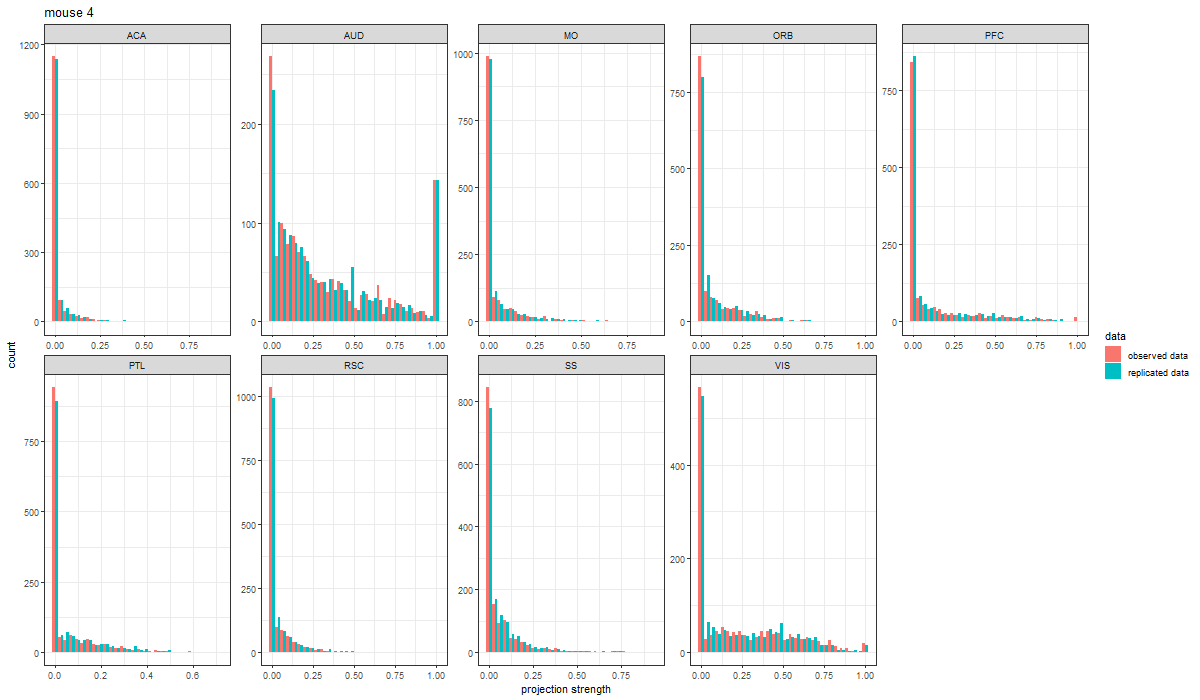 mouse 4
ACA AUD MO ORB PFC
1200 900 600 300 0
200 100 0
1000 750 500 250 0
750 500 250 0
750 500 250 0
0.00 0.25 0.50 0.75
0.00 0.25 0.50 0.75 1.00
0.00 0.25 0.50 0.75
0.00 0.25 0.50 0.75 1.00
0.00 0.25 0.50 0.75 1.00
count
PTL RSC SS VIS
750 500 250 0
1000 750 500 250 0
800 600 400 200 0
400 200 0
0.0 0.2 0.4 0.6
0.00 0.25 0.50 0.75 1.00
0.00 0.25 0.50 0.75
0.00 0.25 0.50 0.75 1.00
projection strength
data
observed data
replicated data